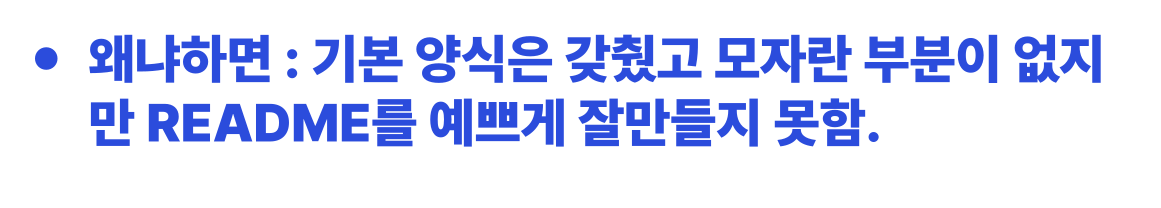 • 왜냐하면 : 기본 양식은 갖췄고 모자란 부분이 없지
만 README를 예쁘게 잘만들지 못함.